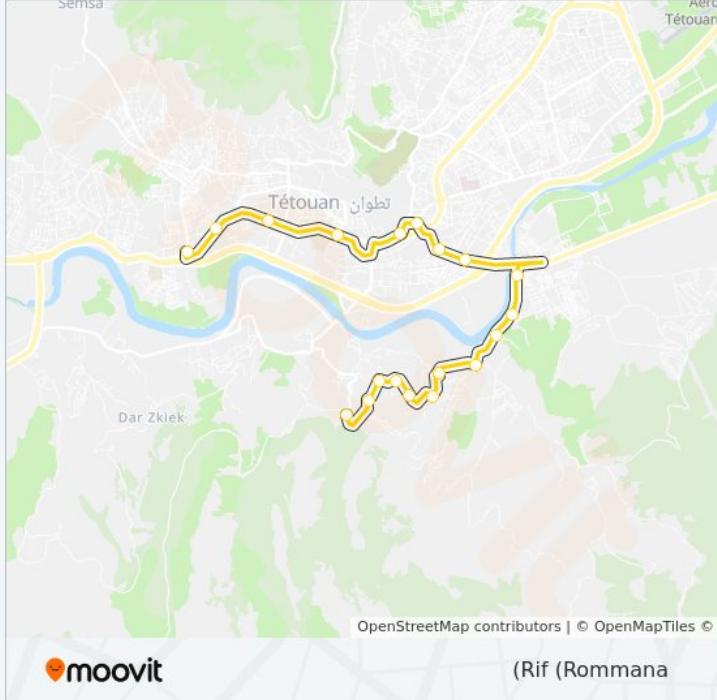 Semsa
Aéro
Tétouan
Tétouan تطوان
Dar Zkiek
OpenStreetMap contributors | © OpenMapTiles ©
moovit
(Rif (Rommana